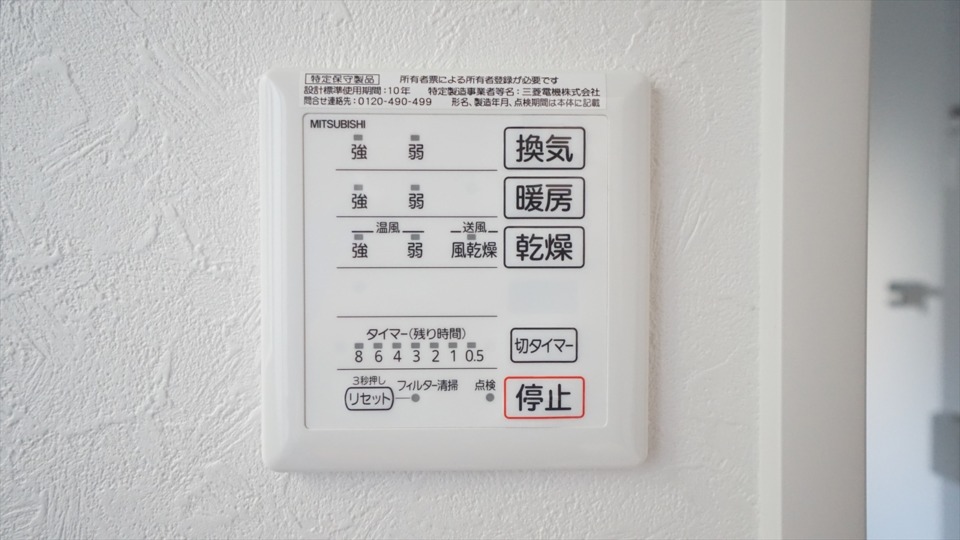 特定保守製品 所有者票による所有者登録が必要です
設計標準使用期間:10年 特定製造事業者等名:三菱電機株式会社
問合せ連絡先:0120-490-499 形名、製造年月、点検期間は本体に記載
MITSUBISHI
強 弱 換気
強 弱 暖房
温風 送風
強 弱 風乾燥 乾燥
タイマー(残り時間)
8 6 4 3 2 1 0.5 切タイマー
3秒押し
リセット フィルター清掃 点検 停止